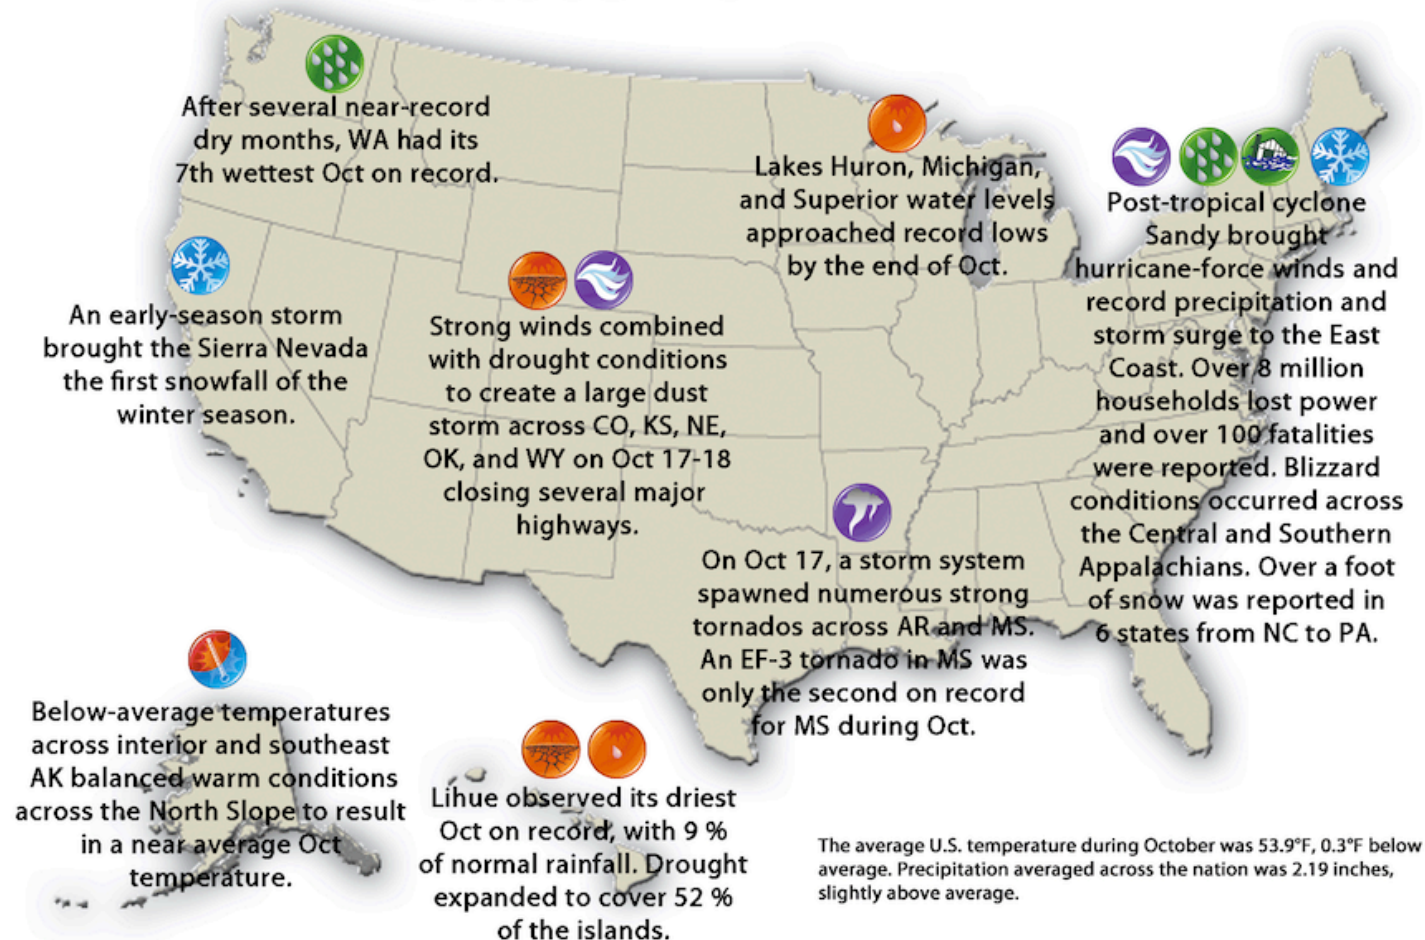 After several near-record
dry months, WA had its
7th wettest Oct on record.
Lakes Huron, Michigan,
and Superior water levels
approached record lows
by the end of Oct.
Post-tropical cyclone
Sandy brought
hurricane-force winds and
record precipitation and
storm surge to the East
Coast. Over 8 million
households lost power
and over 100 fatalities
were reported. Blizzard
conditions occurred across
the Central and Southern
Appalachians. Over a foot
of snow was reported in
6 states from NC to PA.
An early-season storm
brought the Sierra Nevada
the first snowfall of the
winter season.
Strong winds combined
with drought conditions
to create a large dust
storm across CO, KS, NE,
OK, and WY on Oct 17-18
closing several major
highways.
On Oct 17, a storm system
spawned numerous strong
tornados across AR and MS.
An EF-3 tornado in MS was
only the second on record
for MS during Oct.
Below-average temperatures
across interior and southeast
AK balanced warm conditions
across the North Slope to result
in a near average Oct
temperature.
Lihue observed its driest
Oct on record, with 9 %
of normal rainfall. Drought
expanded to cover 52 %
of the islands.
The average U.S. temperature during October was 53.9°F, 0.3°F below
average. Precipitation averaged across the nation was 2.19 inches,
slightly above average.